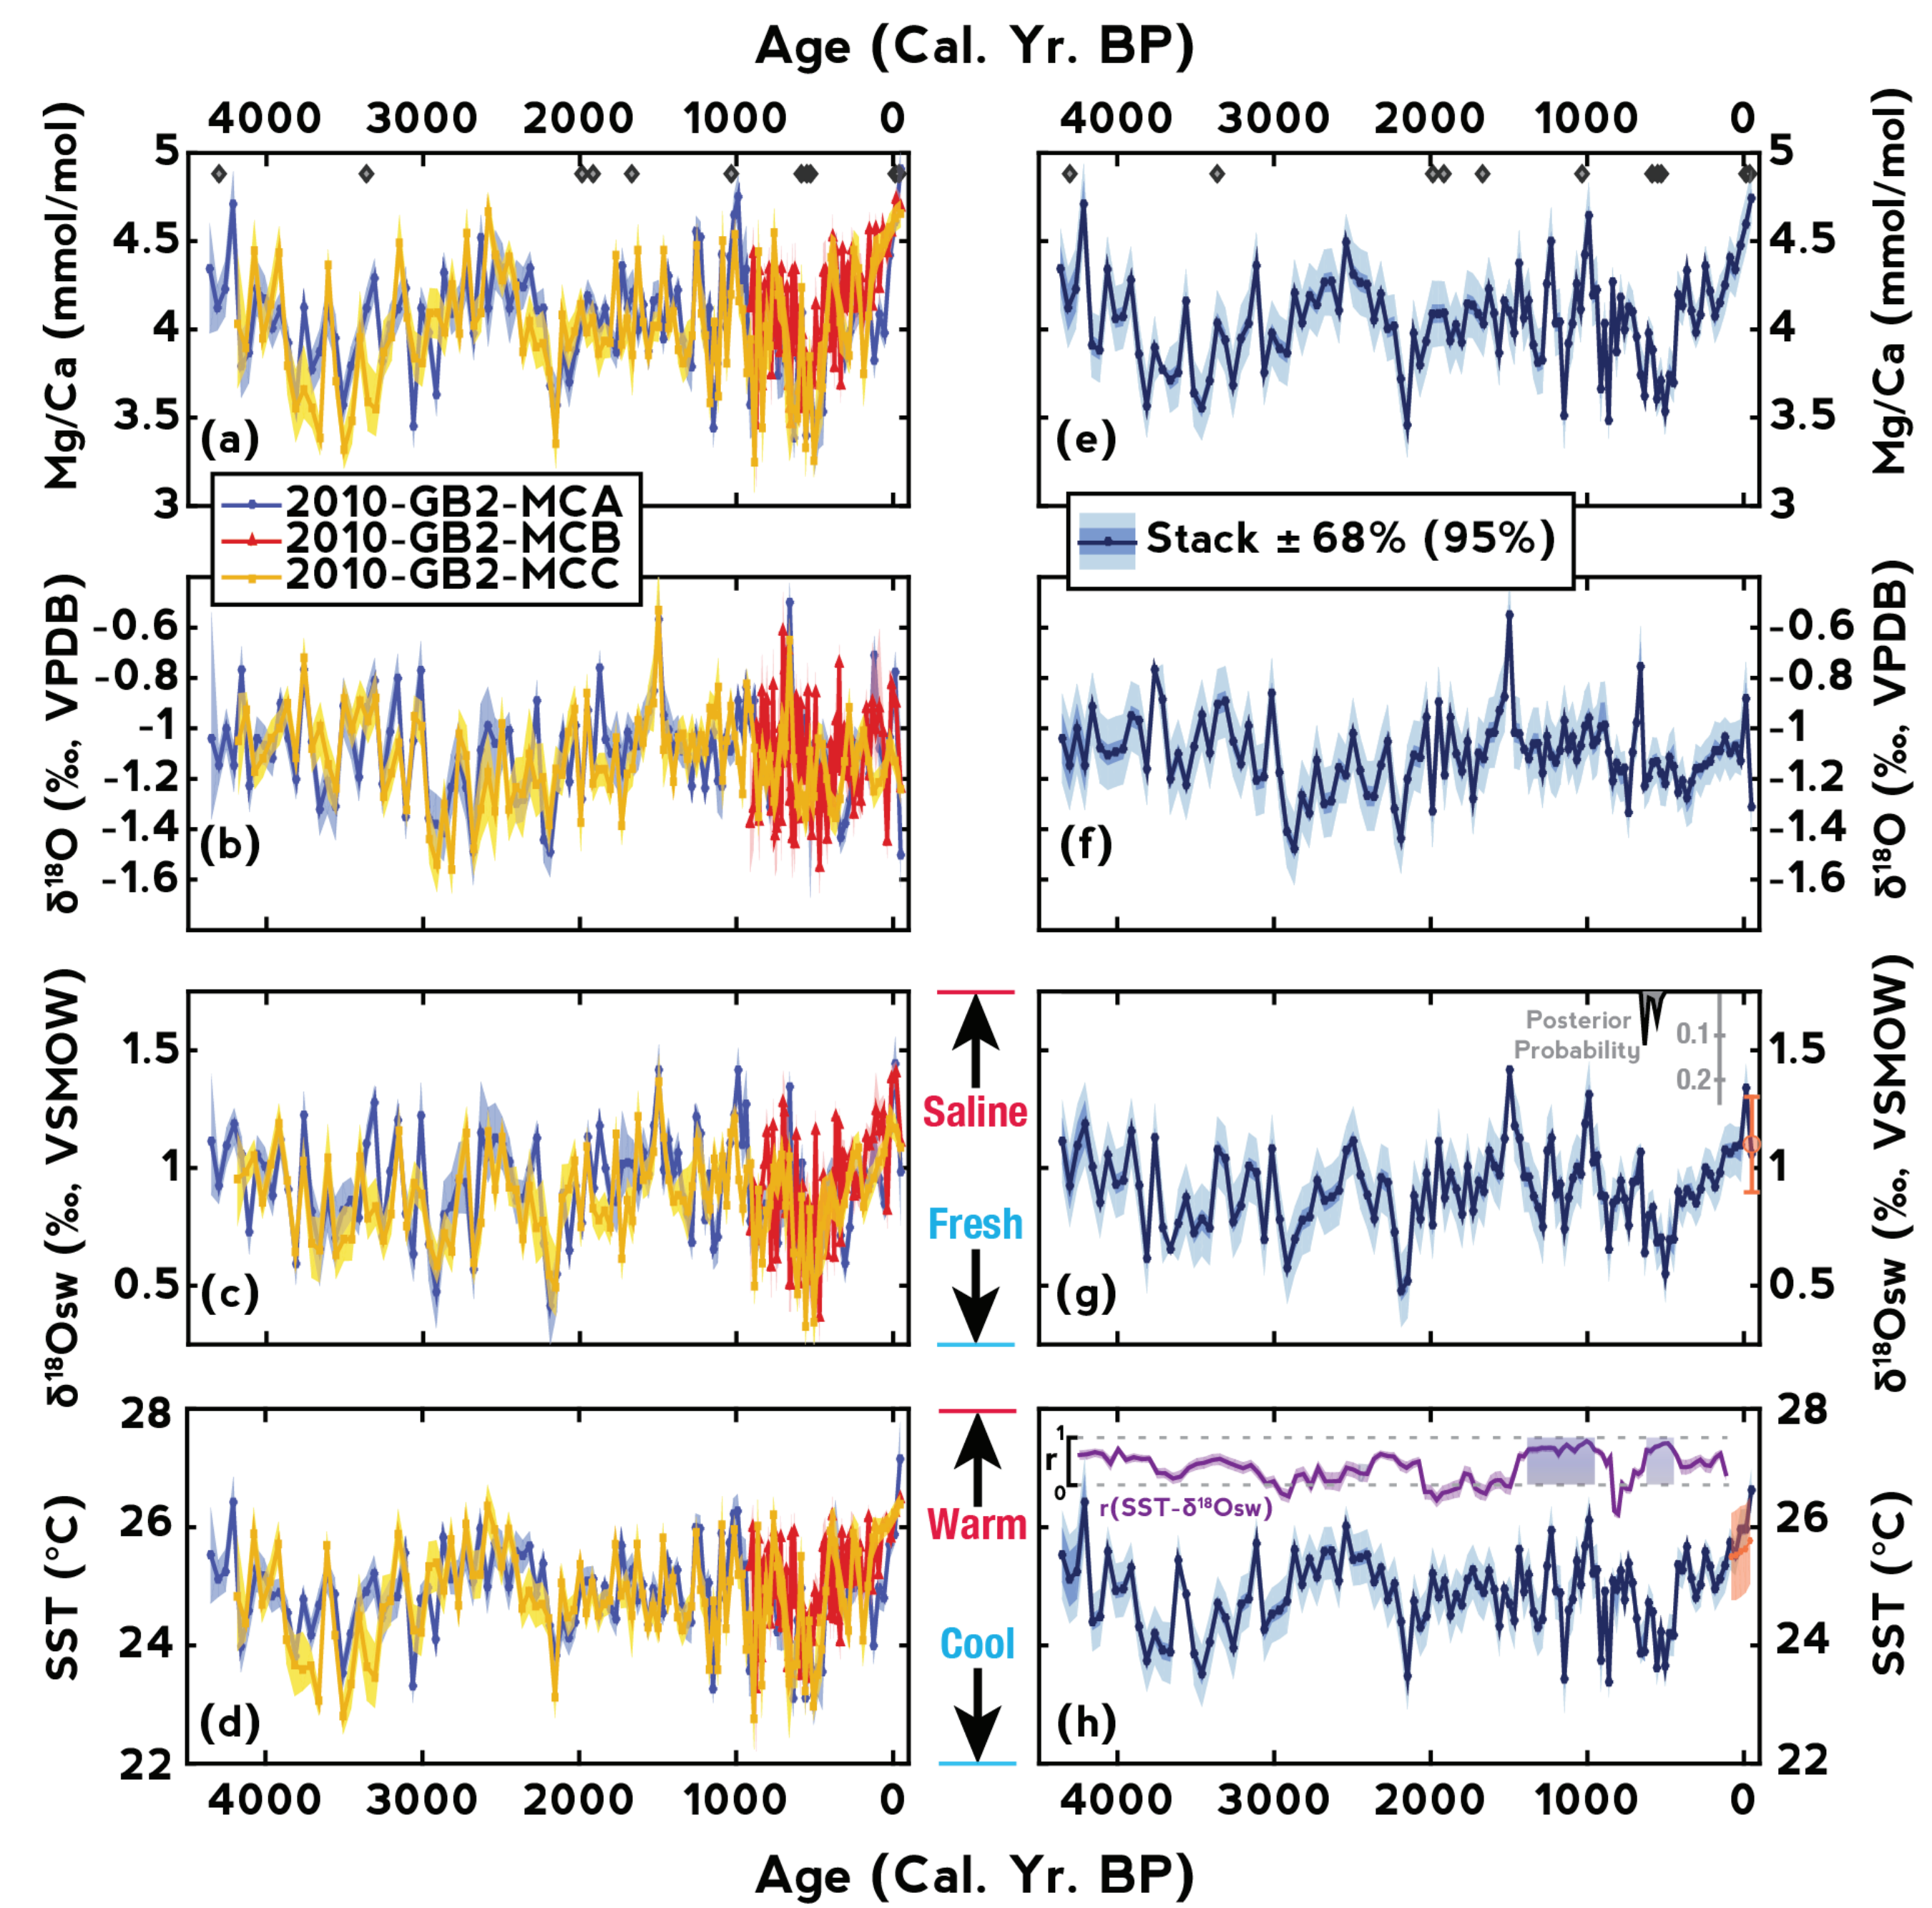 Age (Cal. Yr. BP)
4000 3000 2000 1000 0
4000 3000 2000 1000 0
Mg/Ca (mmol/mol)
5
4.5
4
3.5
3
(a)
(e)
5
4.5
4
3.5
3
Mg/Ca (mmol/mol)
2010-GB2-MCA
2010-GB2-MCB
2010-GB2-MCC
Stack ± 68% (95%)
δ¹⁸O (‰, VPDB)
-0.6
-0.8
-1
-1.2
-1.4
-1.6
(b)
(f)
-0.6
-0.8
-1
-1.2
-1.4
-1.6
δ¹⁸O (‰, VPDB)
δ¹⁸Osw (‰, VSMOW)
1.5
1
0.5
(c)
Saline
Fresh
Posterior
Probability
0.1
0.2
(g)
1.5
1
0.5
δ¹⁸Osw (‰, VSMOW)
SST (°C)
28
26
24
22
(d)
Warm
Cool
1
r
0
r(SST-δ¹⁸Osw)
(h)
28
26
24
22
SST (°C)
4000 3000 2000 1000 0
4000 3000 2000 1000 0
Age (Cal. Yr. BP)